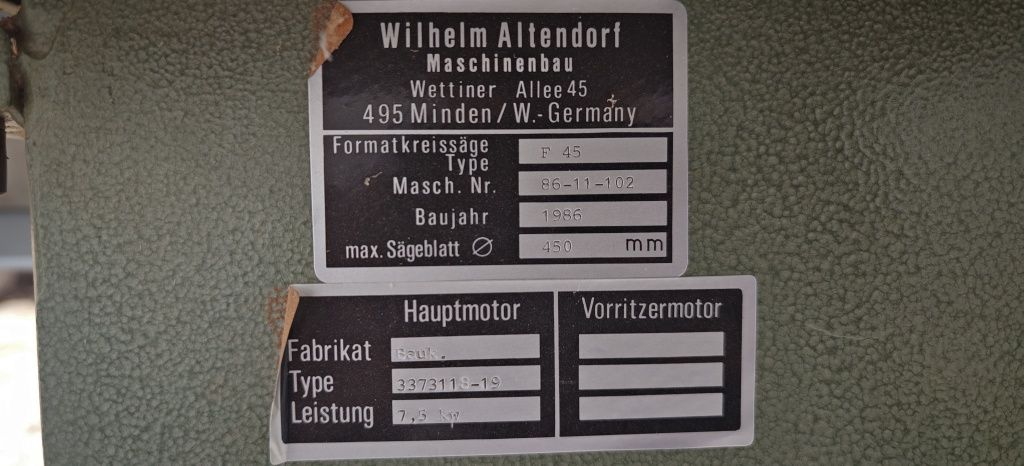 Wilhelm Altendorf
Maschinenbau
Wettiner Allee 45
495 Minden / W.-Germany
Formatkreissäge
Type F 45
Masch. Nr. 86-11-102
Baujahr 1986
max. Sägeblatt Ø 450 mm
Hauptmotor Vorritzermotor
Fabrikat Bauk.
Type 3373118-19
Leistung 7,5